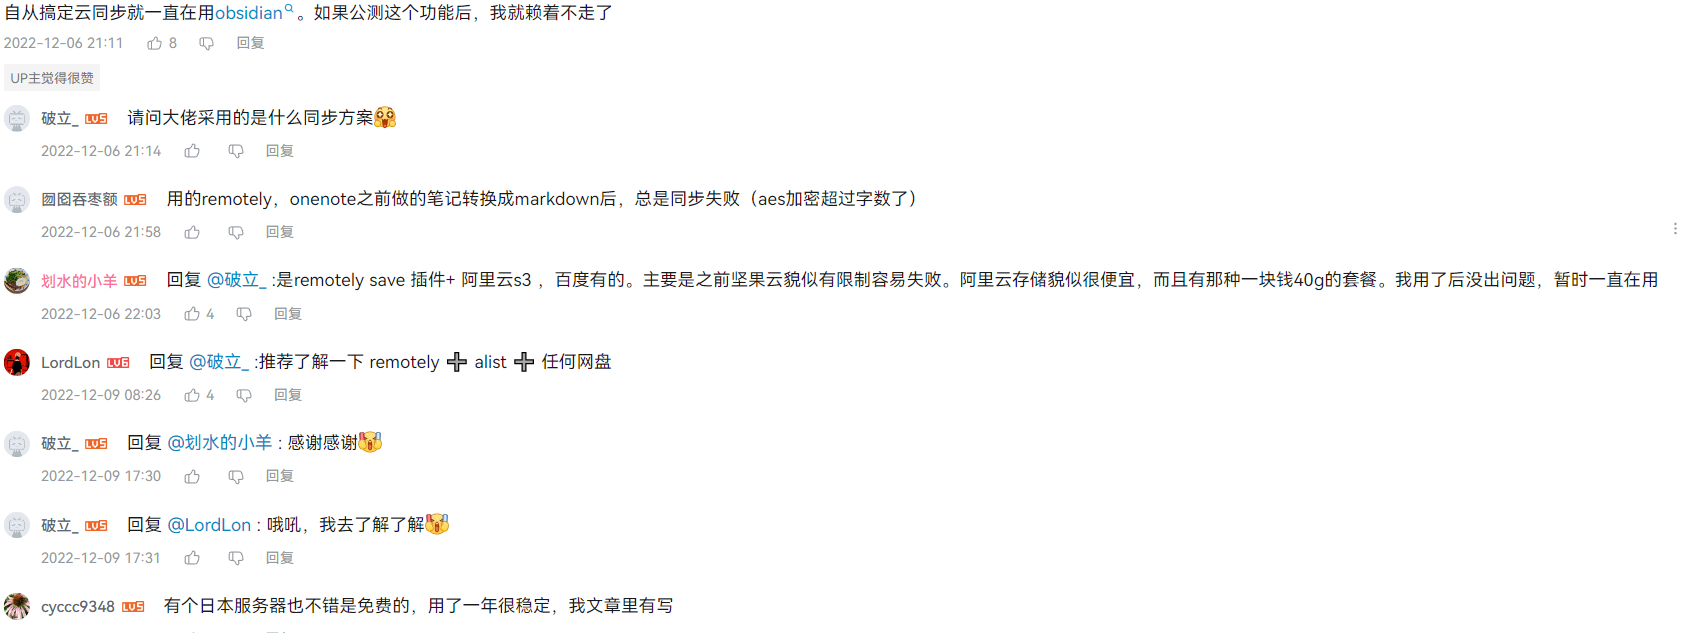 自从搞定云同步就一直在用obsidian。如果公测这个功能后，我就赖着不走了
2022-12-06 21:11 8 回复
UP主觉得很赞
破立_ LV5 请问大佬采用的是什么同步方案
2022-12-06 21:14 回复
囫囵吞枣额 LV5 用的remotely，onenote之前做的笔记转换成markdown后，总是同步失败（aes加密超过字数了）
2022-12-06 21:58 回复
划水的小羊 LV5 回复 @破立_ :是remotely save 插件+ 阿里云s3 ，百度有的。主要是之前坚果云貌似有限制容易失败。阿里云存储貌似很便宜，而且有那种一块钱40g的套餐。我用了后没出问题，暂时一直在用
2022-12-06 22:03 4 回复
LordLon LV6 回复 @破立_ :推荐了解一下 remotely ➕ alist ➕ 任何网盘
2022-12-09 08:26 4 回复
破立_ LV5 回复 @划水的小羊 : 感谢感谢
2022-12-09 17:30 回复
破立_ LV5 回复 @LordLon : 哦吼，我去了解了解
2022-12-09 17:31 回复
cyccc9348 LV5 有个日本服务器也不错是免费的，用了一年很稳定，我文章里有写